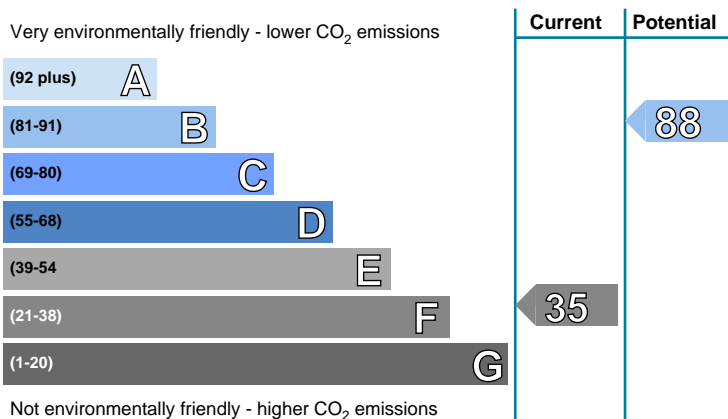 Very environmentally friendly - lower CO2 emissions
Current
Potential
(92 plus) A
(81-91) B
88
(69-80) C
(55-68) D
(39-54 E
(21-38) F
35
(1-20) G
Not environmentally friendly - higher CO2 emissions